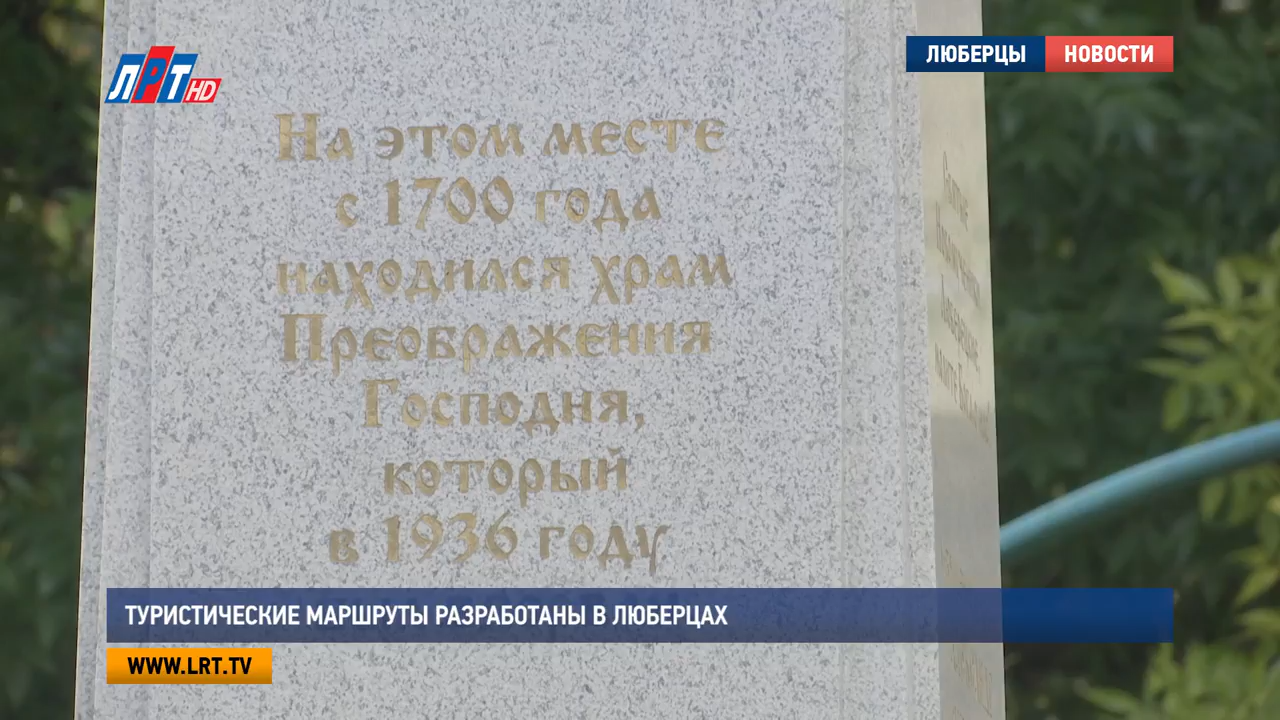 ЛРТ HD
ЛЮБЕРЦЫ НОВОСТИ
На этом месте
с 1700 года
находился храм
Преображения
Господня,
который
в 1936 году
ТУРИСТИЧЕСКИЕ МАРШРУТЫ РАЗРАБОТАНЫ В ЛЮБЕРЦАХ
WWW.LRT.TV
Святые